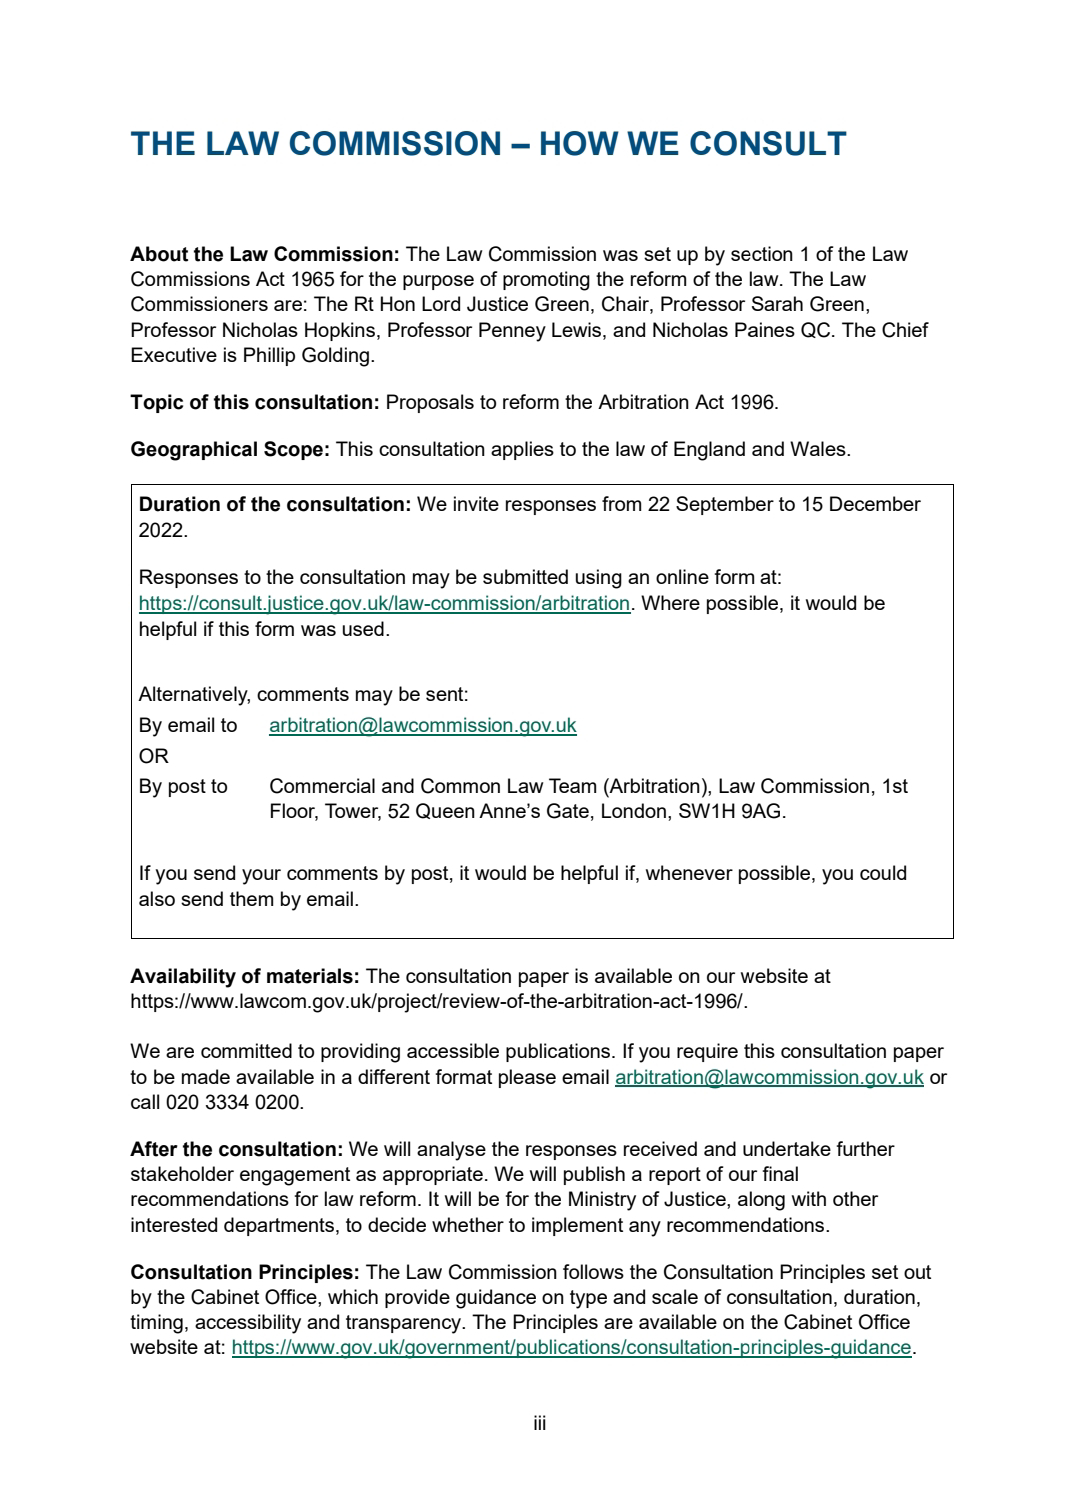 THE LAW COMMISSION – HOW WE CONSULT
About the Law Commission: The Law Commission was set up by section 1 of the Law
Commissions Act 1965 for the purpose of promoting the reform of the law. The Law
Commissioners are: The Rt Hon Lord Justice Green, Chair, Professor Sarah Green,
Professor Nicholas Hopkins, Professor Penney Lewis, and Nicholas Paines QC. The Chief
Executive is Phillip Golding.
Topic of this consultation: Proposals to reform the Arbitration Act 1996.
Geographical Scope: This consultation applies to the law of England and Wales.
Duration of the consultation: We invite responses from 22 September to 15 December
2022.
Responses to the consultation may be submitted using an online form at:
https://consult.justice.gov.uk/law-commission/arbitration. Where possible, it would be
helpful if this form was used.
Alternatively, comments may be sent:
By email to arbitration@lawcommission.gov.uk
OR
By post to Commercial and Common Law Team (Arbitration), Law Commission, 1st
Floor, Tower, 52 Queen Anne’s Gate, London, SW1H 9AG.
If you send your comments by post, it would be helpful if, whenever possible, you could
also send them by email.
Availability of materials: The consultation paper is available on our website at
https://www.lawcom.gov.uk/project/review-of-the-arbitration-act-1996/.
We are committed to providing accessible publications. If you require this consultation paper
to be made available in a different format please email arbitration@lawcommission.gov.uk or
call 020 3334 0200.
After the consultation: We will analyse the responses received and undertake further
stakeholder engagement as appropriate. We will publish a report of our final
recommendations for law reform. It will be for the Ministry of Justice, along with other
interested departments, to decide whether to implement any recommendations.
Consultation Principles: The Law Commission follows the Consultation Principles set out
by the Cabinet Office, which provide guidance on type and scale of consultation, duration,
timing, accessibility and transparency. The Principles are available on the Cabinet Office
website at: https://www.gov.uk/government/publications/consultation-principles-guidance.
iii